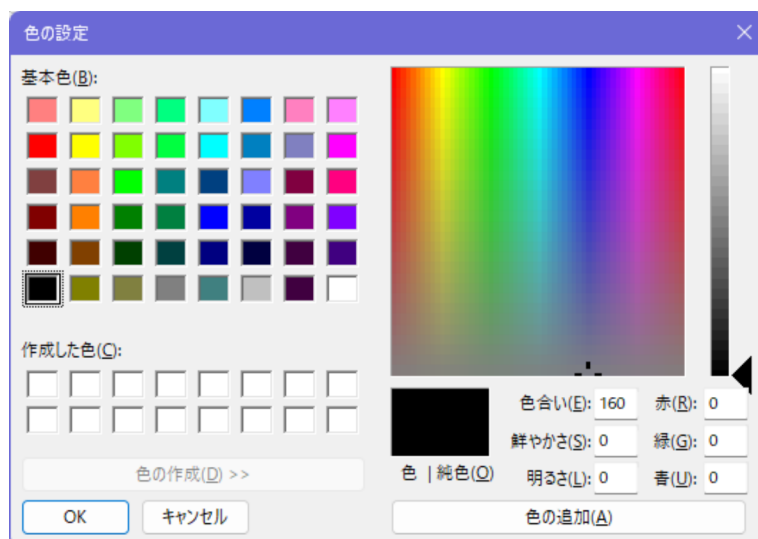 色の設定
基本色(B):
作成した色(C):
色の作成(D) >>
OK
キャンセル
色 | 純色(O)
色合い(E): 160
赤(R): 0
鮮やかさ(S): 0
緑(G): 0
明るさ(L): 0
青(U): 0
色の追加(A)